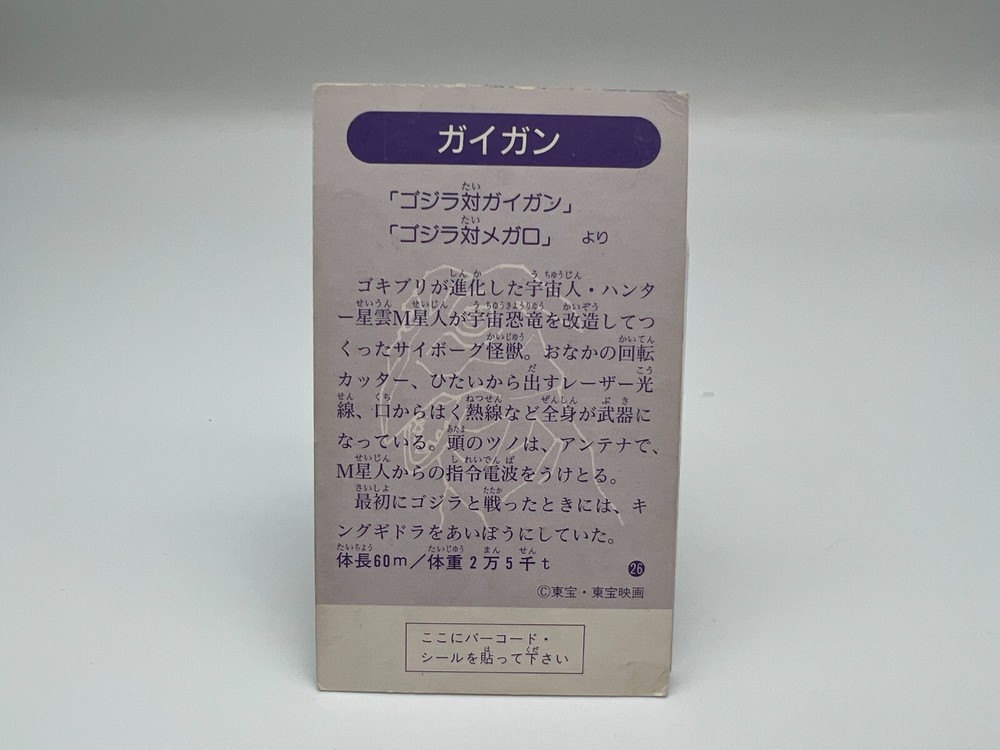 ガイガン
「ゴジラ対ガイガン」
「ゴジラ対メガロ」 より
ゴキブリが進化した宇宙人・ハンタ
ー星雲M星人が宇宙恐竜を改造してつ
くったサイボーグ怪獣。おなかの回転
カッター、ひたいから出すレーザー光
線、口からはく熱線など全身が武器に
なっている。頭のツノは、アンテナで、
M星人からの指令電波をうけとる。
最初にゴジラと戦ったときには、キ
ングギドラをあいぼうにしていた。
体長60m/体重2万5千t
26
©東宝・東宝映画
ここにバーコード・
シールを貼って下さい